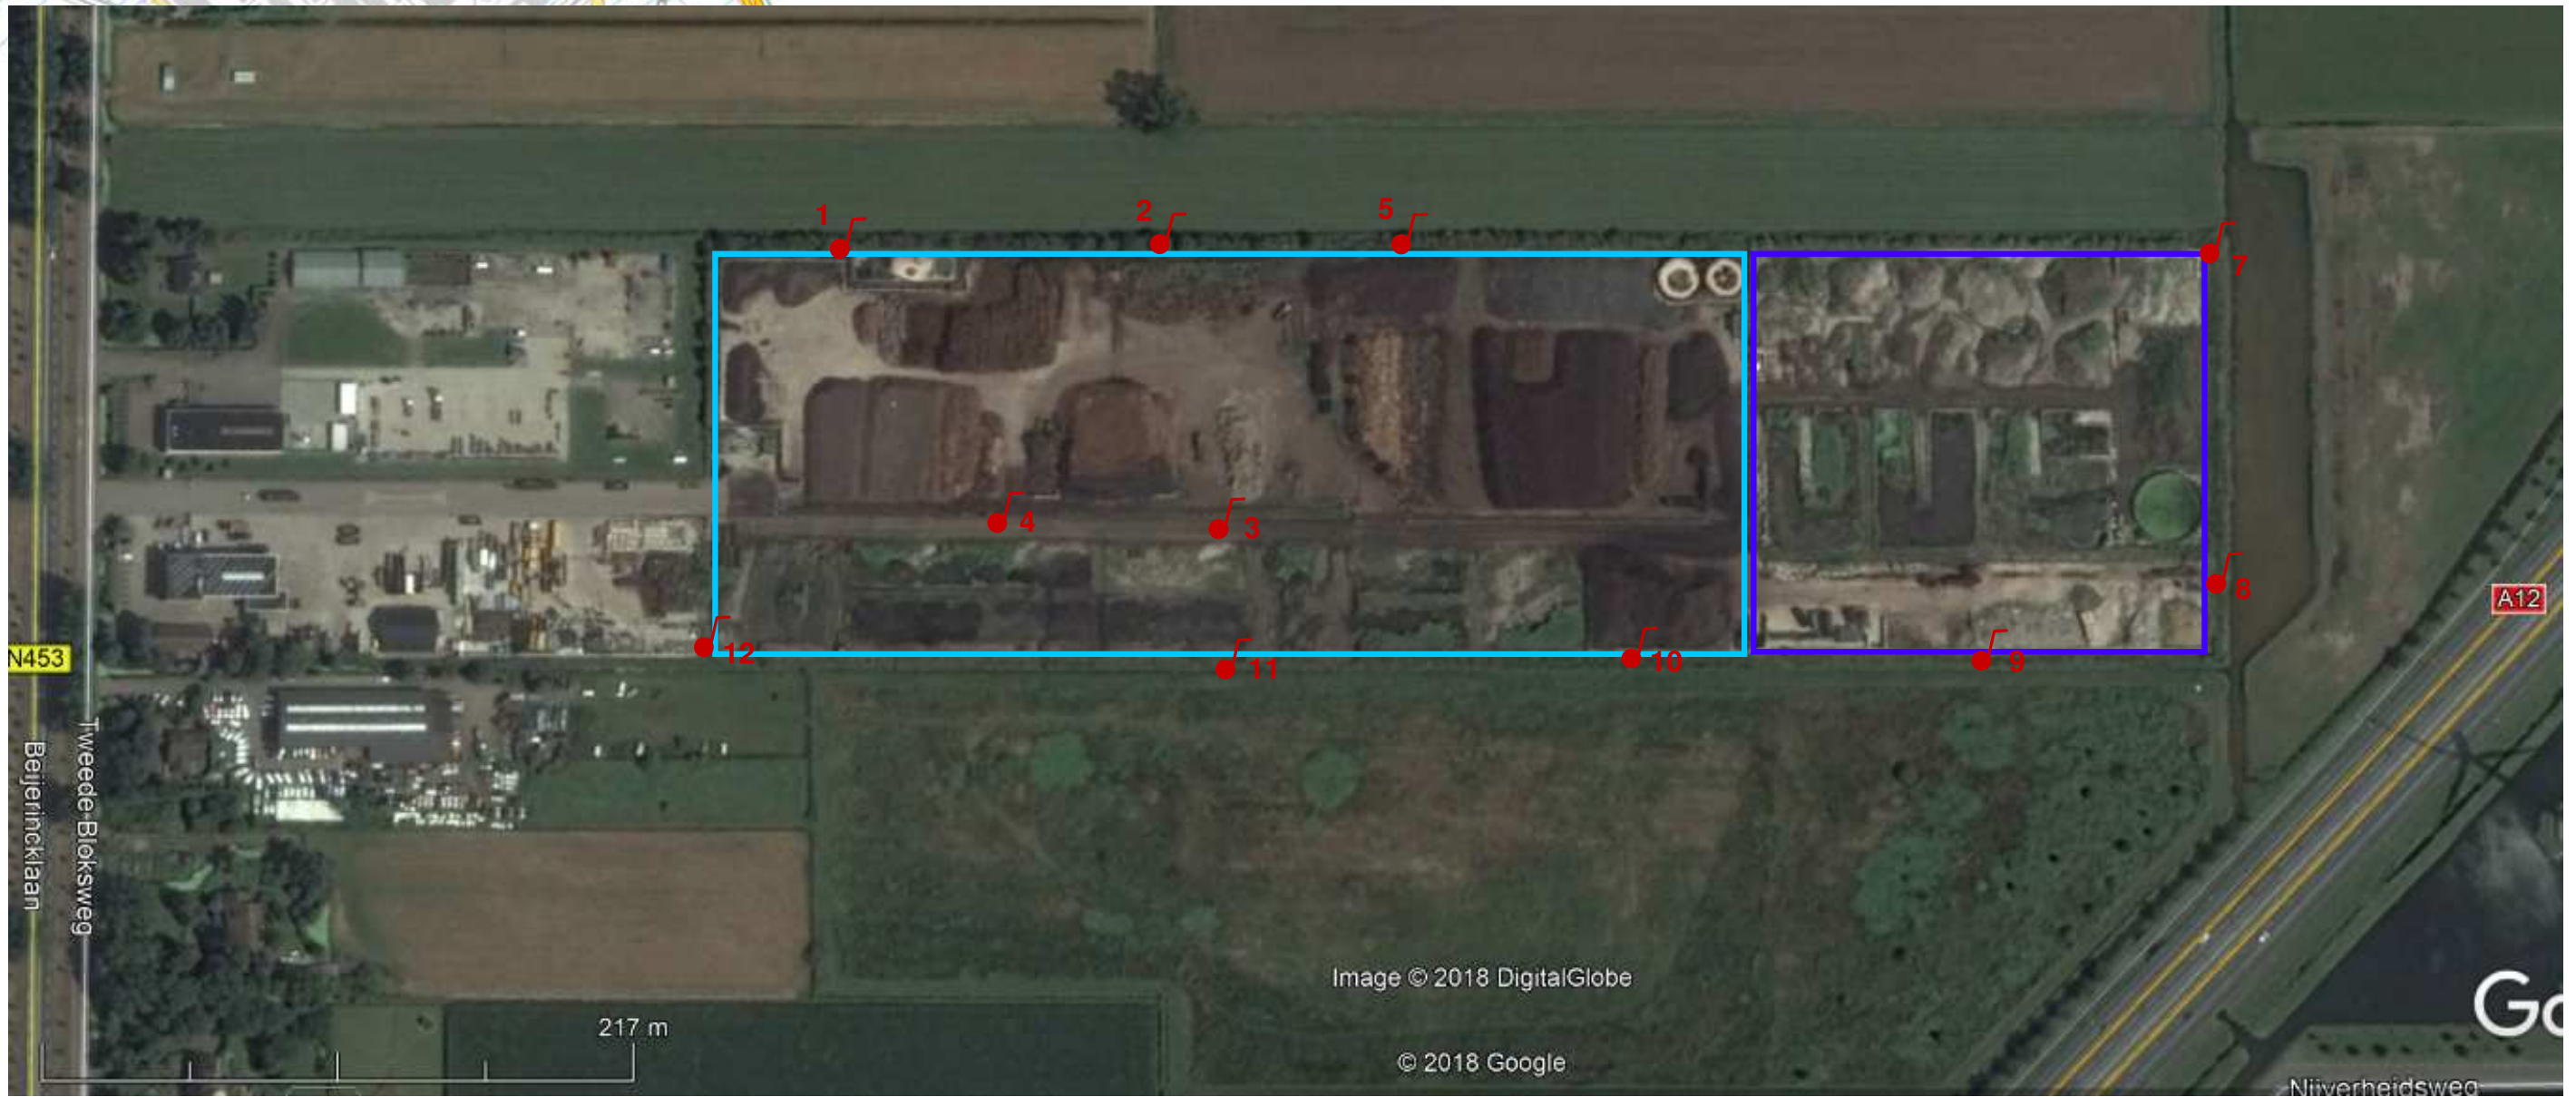 1
2
5
7
4
3
8
A12
12
11
10
9
N453
Tweede Bloksweg
Beijerincklaan
Image © 2018 DigitalGlobe
217 m
Go
© 2018 Google
Nijverheidsweg